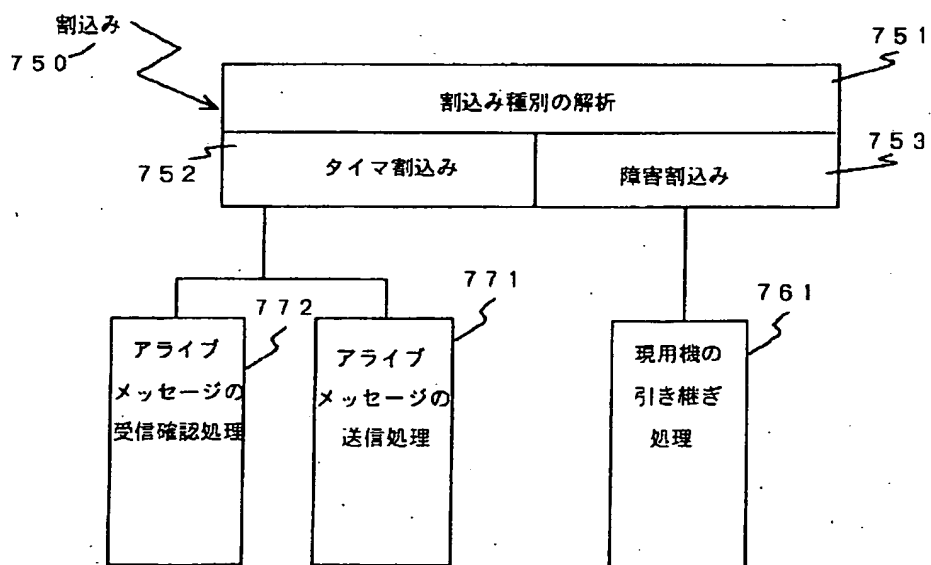 割込み
750
751
割込み種別の解析
752
タイマ割込み
障害割込み
753
772
アライブ
メッセージの
受信確認処理
771
アライブ
メッセージの
送信処理
761
現用機の
引き継ぎ
処理